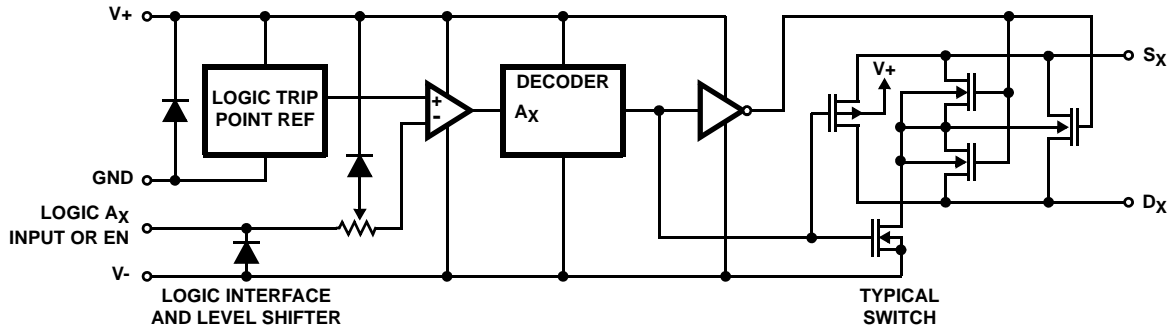 V+
LOGIC TRIP
POINT REF
+
-
DECODER
AX
V+
SX
GND
LOGIC AX
INPUT OR EN
DX
V-
LOGIC INTERFACE
AND LEVEL SHIFTER
TYPICAL
SWITCH